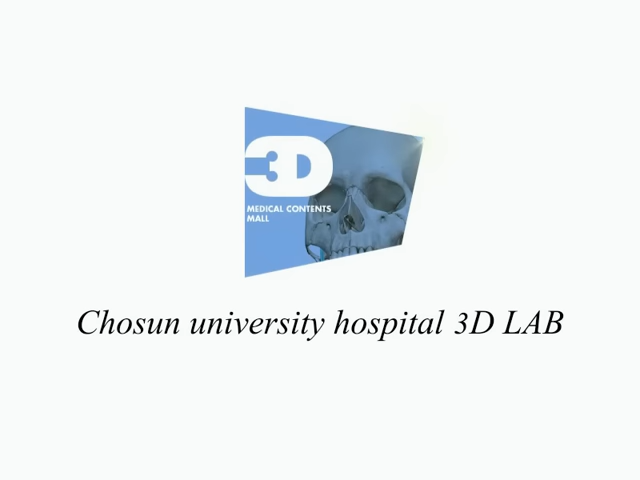 3D
MEDICAL CONTENTS
MALL
Chosun university hospital 3D LAB